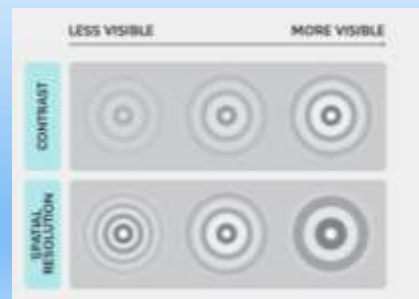 LESS VISIBLE
MORE VISIBLE
CONTRAST
SPATIAL
RESOLUTION